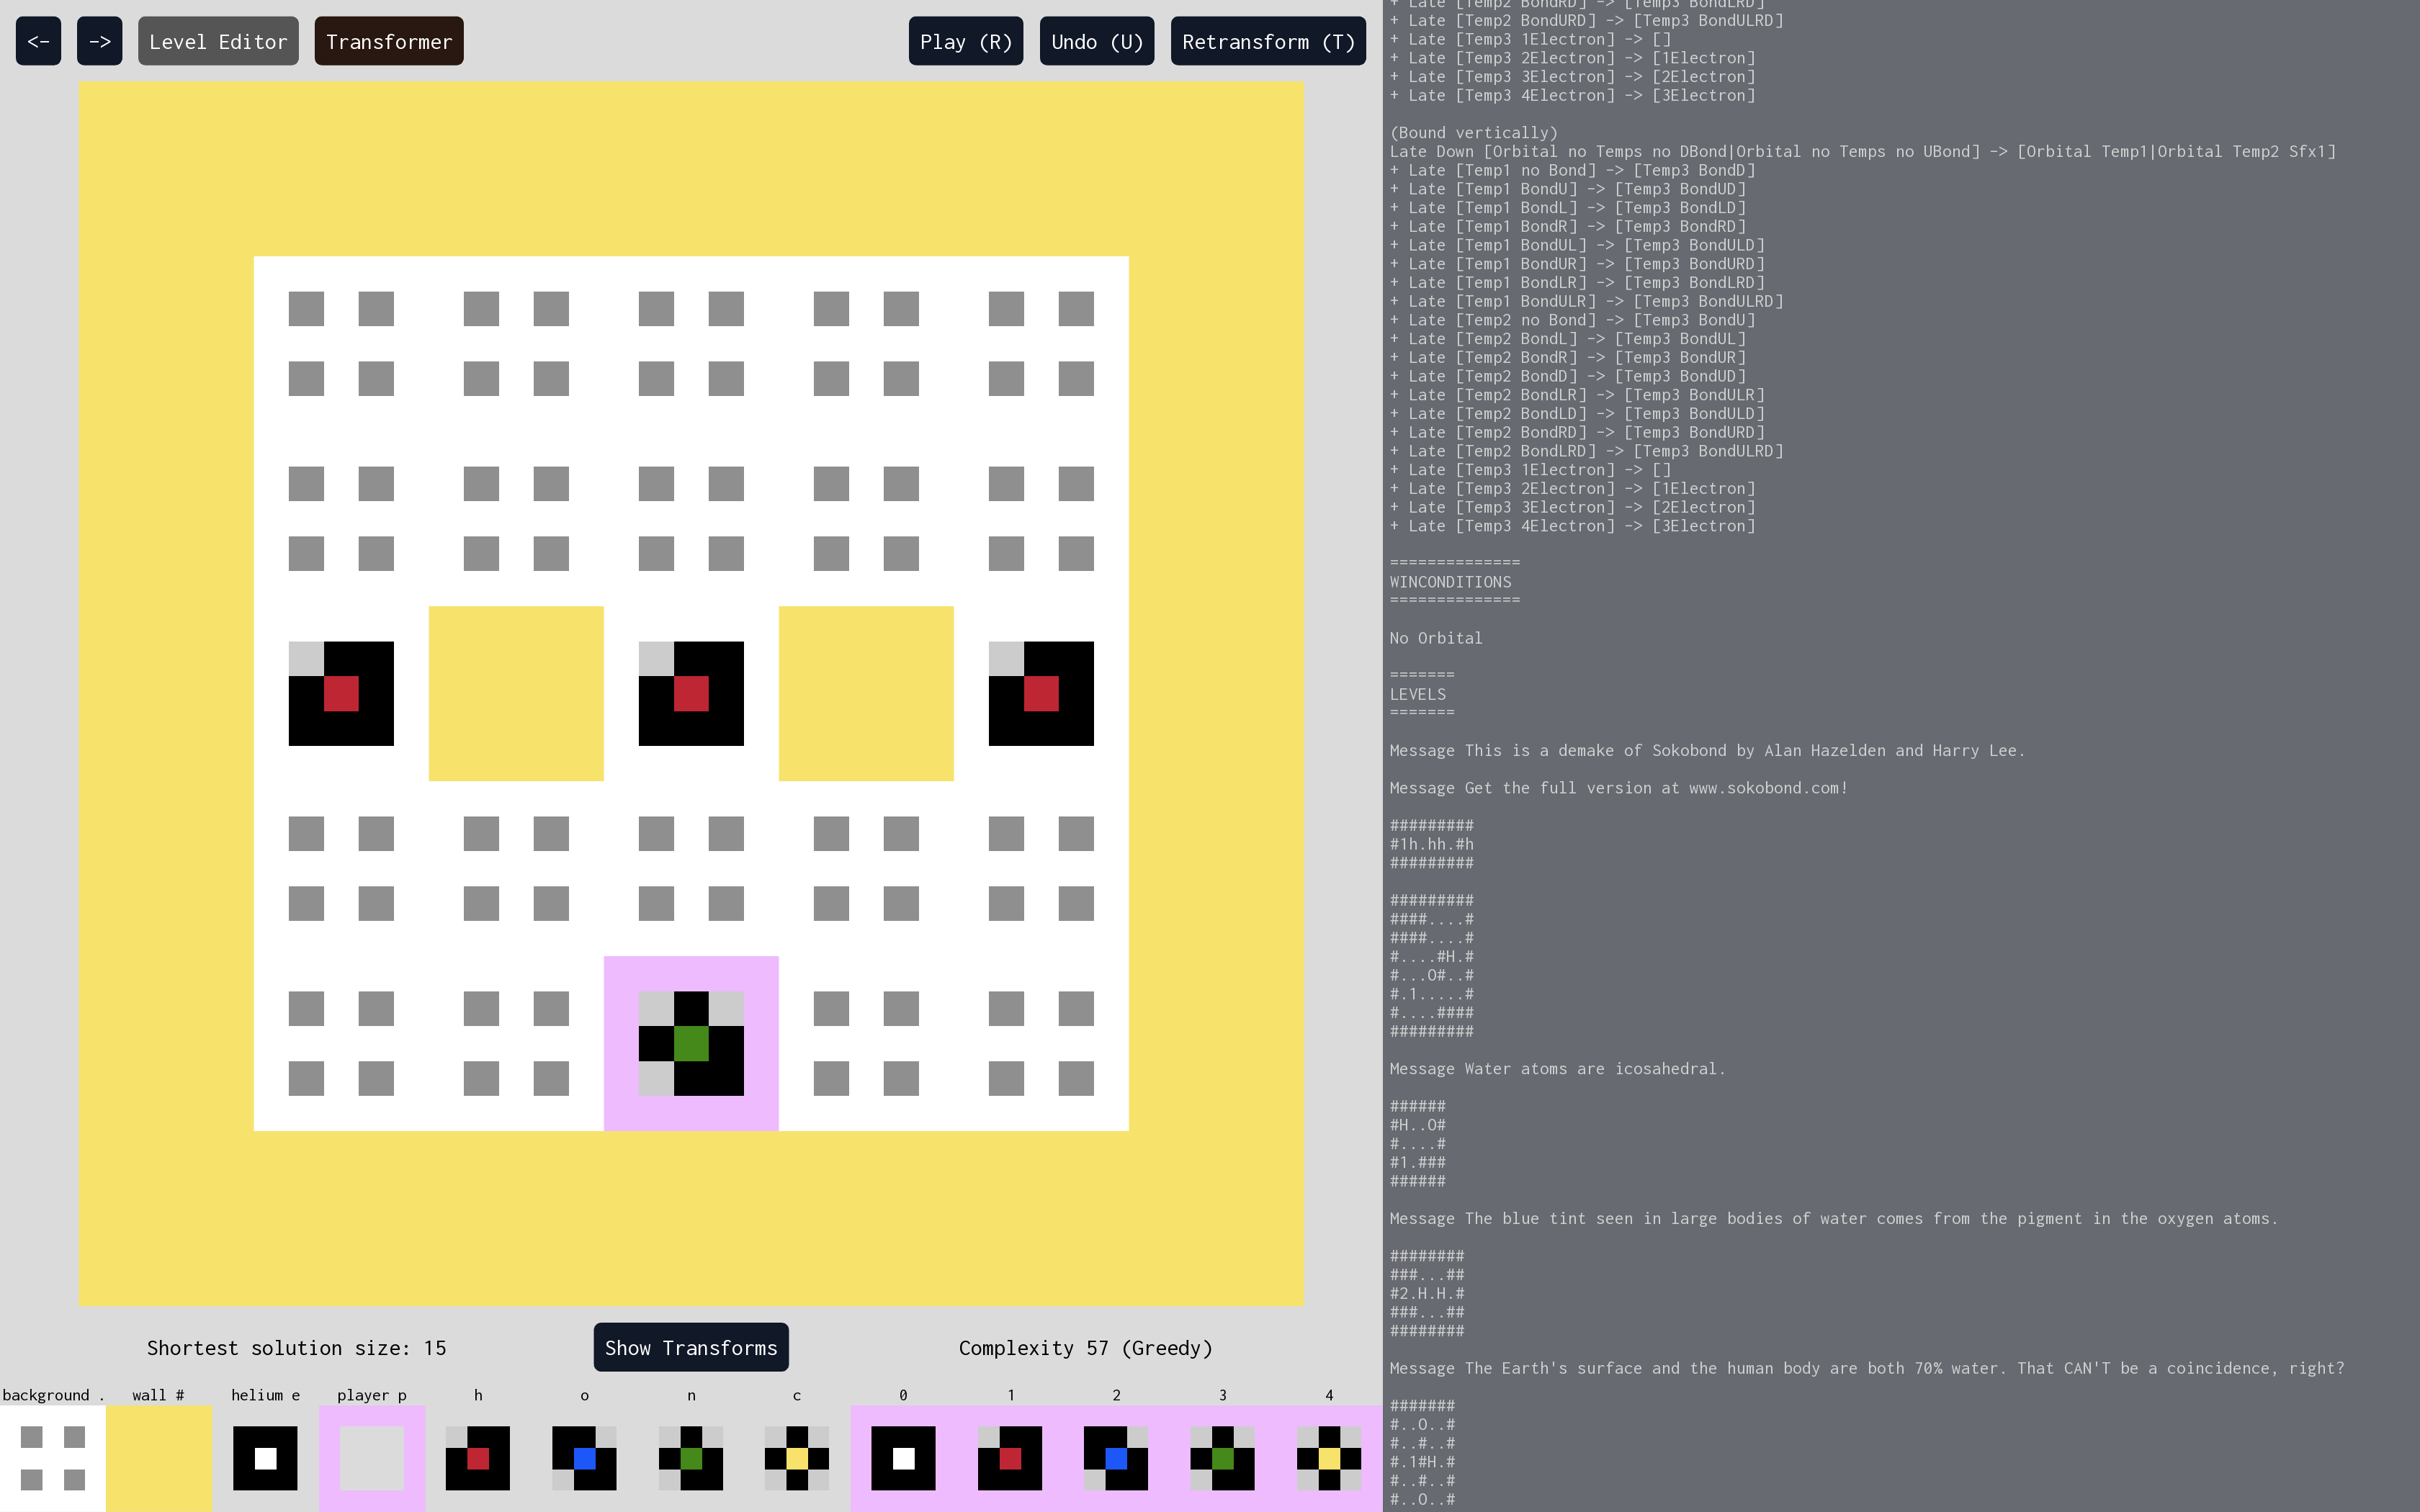 <-
->
Level Editor
Transformer
Play (R)
Undo (U)
Retransform (T)
Shortest solution size: 15
Show Transforms
Complexity 57 (Greedy)
background .
wall #
helium e
player p
h
o
n
c
0
1
2
3
4
+ Late [Temp2 BondRD] -> [Temp3 BondLRD]
+ Late [Temp2 BondURD] -> [Temp3 BondULRD]
+ Late [Temp3 1Electron] -> []
+ Late [Temp3 2Electron] -> [1Electron]
+ Late [Temp3 3Electron] -> [2Electron]
+ Late [Temp3 4Electron] -> [3Electron]
(Bound vertically)
Late Down [Orbital no Temps no DBond|Orbital no Temps no UBond] -> [Orbital Temp1|Orbital Temp2 Sfx1]
+ Late [Temp1 no Bond] -> [Temp3 BondD]
+ Late [Temp1 BondU] -> [Temp3 BondUD]
+ Late [Temp1 BondL] -> [Temp3 BondLD]
+ Late [Temp1 BondR] -> [Temp3 BondRD]
+ Late [Temp1 BondUL] -> [Temp3 BondULD]
+ Late [Temp1 BondUR] -> [Temp3 BondURD]
+ Late [Temp1 BondLR] -> [Temp3 BondLRD]
+ Late [Temp1 BondULR] -> [Temp3 BondULRD]
+ Late [Temp2 no Bond] -> [Temp3 BondU]
+ Late [Temp2 BondL] -> [Temp3 BondUL]
+ Late [Temp2 BondR] -> [Temp3 BondUR]
+ Late [Temp2 BondD] -> [Temp3 BondUD]
+ Late [Temp2 BondLR] -> [Temp3 BondULR]
+ Late [Temp2 BondLD] -> [Temp3 BondULD]
+ Late [Temp2 BondRD] -> [Temp3 BondURD]
+ Late [Temp2 BondLRD] -> [Temp3 BondULRD]
+ Late [Temp3 1Electron] -> []
+ Late [Temp3 2Electron] -> [1Electron]
+ Late [Temp3 3Electron] -> [2Electron]
+ Late [Temp3 4Electron] -> [3Electron]
==============
WINCONDITIONS
==============
No Orbital
=======
LEVELS
=======
Message This is a demake of Sokobond by Alan Hazelden and Harry Lee.
Message Get the full version at www.sokobond.com!
#########
#1h.hh.#h
#########
#########
####....#
####....#
#....#H.#
#...O#..#
#.1.....#
#....####
#########
Message Water atoms are icosahedral.
######
#H..O#
#....#
#1.###
######
Message The blue tint seen in large bodies of water comes from the pigment in the oxygen atoms.
########
###...##
#2.H.H.#
###...##
########
Message The Earth's surface and the human body are both 70% water. That CAN'T be a coincidence, right?
#######
#..O..#
#..#..#
#.1#H.#
#..#..#
#..O..#